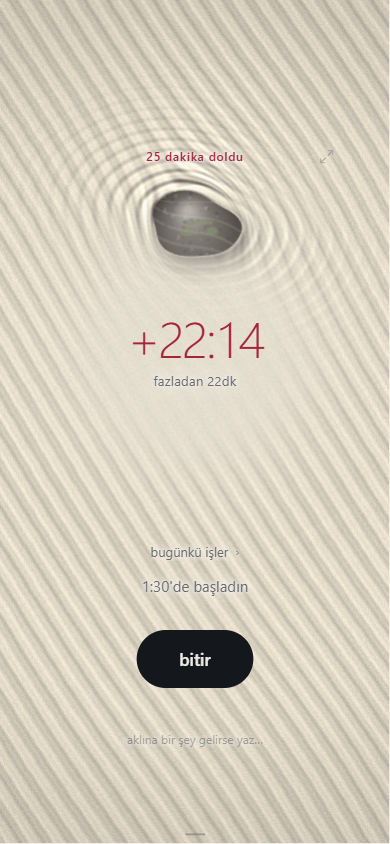 25 dakika doldu
+22:14
fazladan 22dk
bugünkü işler ›
1:30'de başladın
bitir
aklına bir şey gelirse yaz...